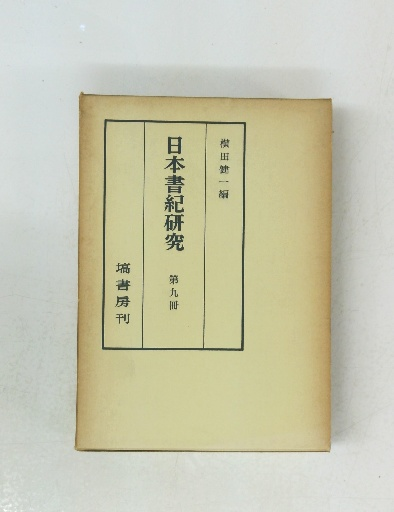 横田健一編
日本書紀研究 第九冊
塙書房刊